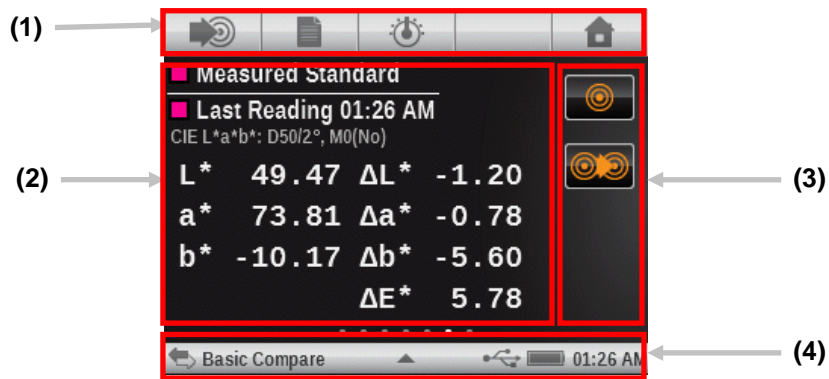 (1)
Measured Standard
Last Reading 01:26 AM
CIE L*a*b*: D50/2°, M0(No)
(2)
(3)
L* 49.47 ΔL* -1.20
a* 73.81 Δa* -0.78
b* -10.17 Δb* -5.60
ΔE* 5.78
Basic Compare 01:26 AM
(4)